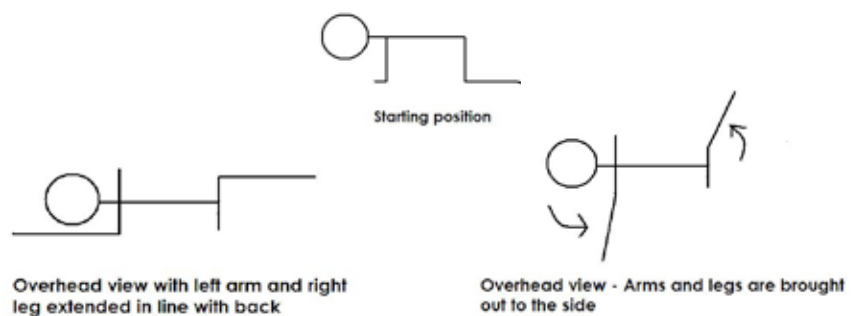 Starting position
Overhead view with left arm and right
leg extended in line with back
Overhead view - Arms and legs are brought
out to the side